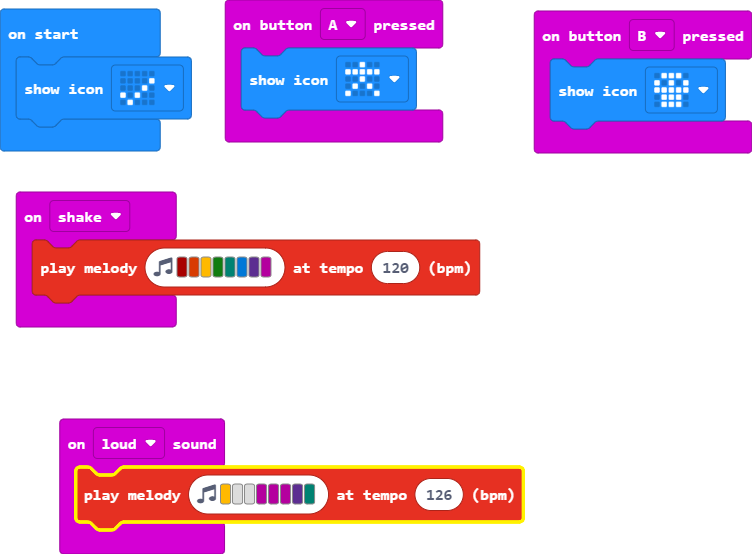 on start
show icon
on button A pressed
show icon
on button B pressed
show icon
on shake
play melody at tempo 120 (bpm)
on loud sound
play melody at tempo 126 (bpm)